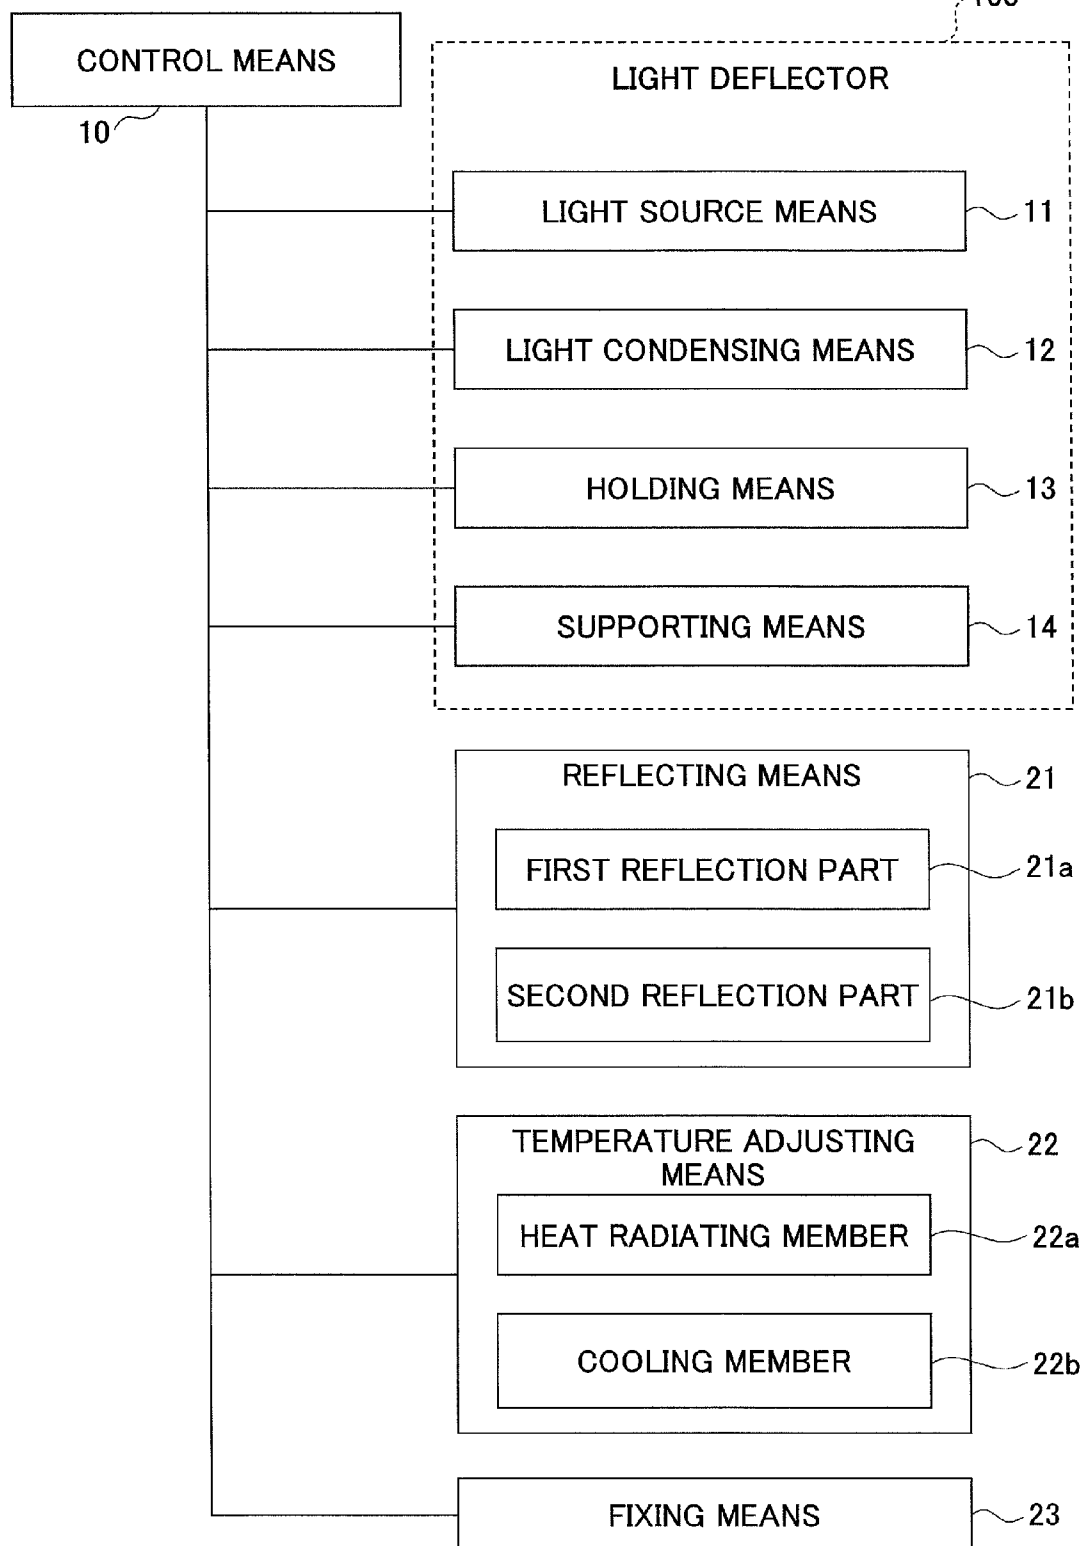 CONTROL MEANS
10
LIGHT DEFLECTOR
LIGHT SOURCE MEANS
11
LIGHT CONDENSING MEANS
12
HOLDING MEANS
13
SUPPORTING MEANS
14
REFLECTING MEANS
21
FIRST REFLECTION PART
21a
SECOND REFLECTION PART
21b
TEMPERATURE ADJUSTING
MEANS
22
HEAT RADIATING MEMBER
22a
COOLING MEMBER
22b
FIXING MEANS
23